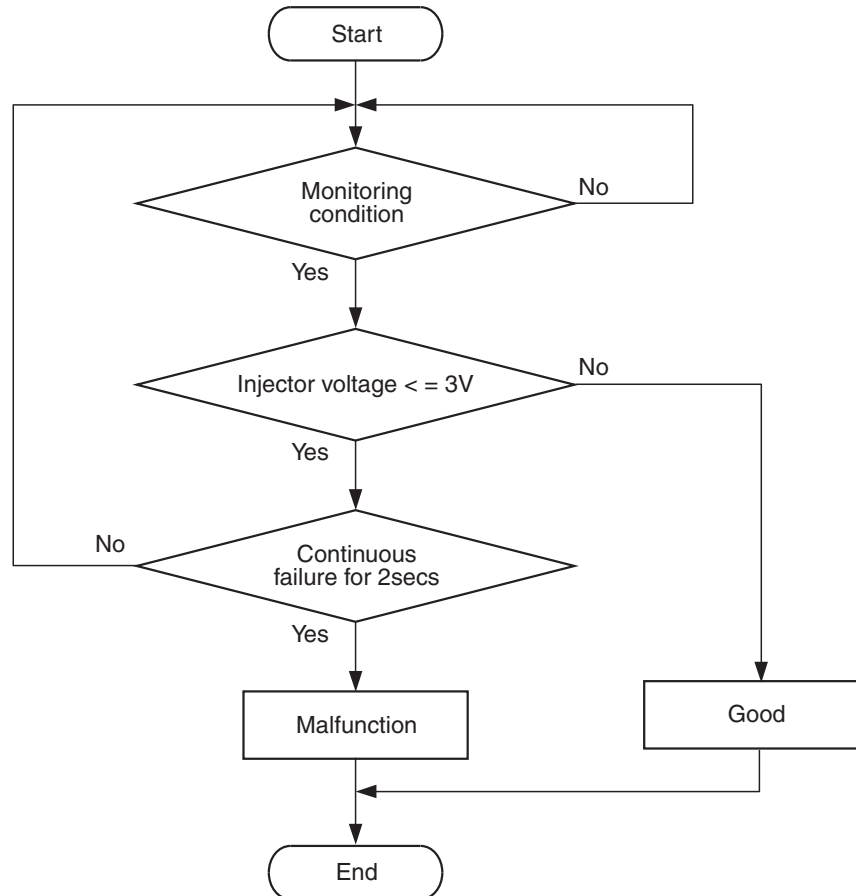 Start
Monitoring
condition
No
Yes
Injector voltage < = 3V
No
Yes
No
Continuous
failure for 2secs
Yes
Malfunction
Good
End